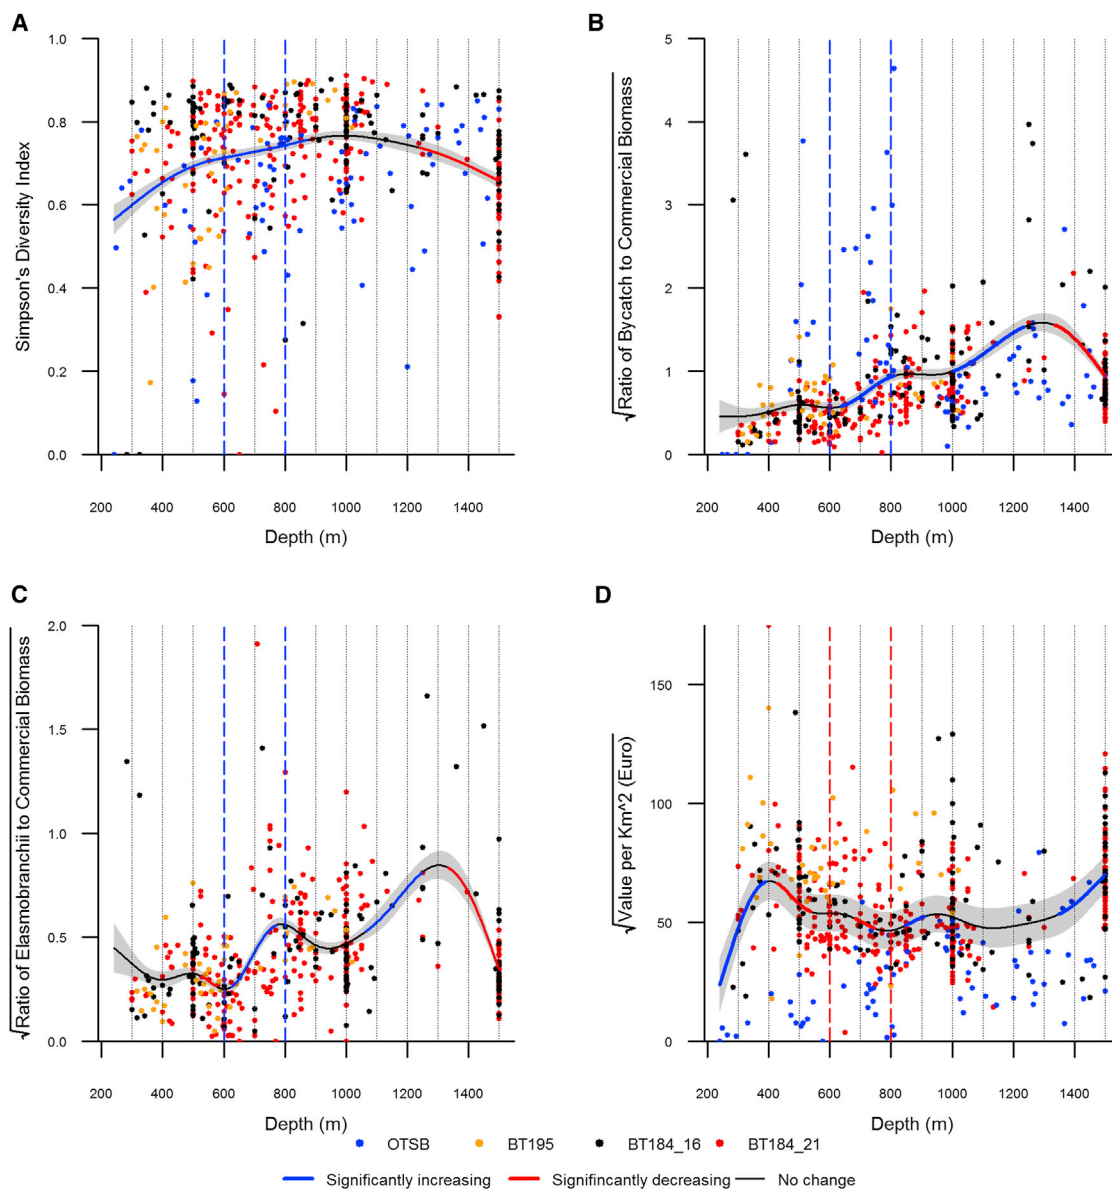 A
1.0
0.8
0.6
0.4
0.2
0.0
Simpson's Diversity Index
200 400 600 800 1000 1200 1400
Depth (m)
B
5
4
3
2
1
0
√Ratio of Bycatch to Commercial Biomass
200 400 600 800 1000 1200 1400
Depth (m)
C
2.0
1.5
1.0
0.5
0.0
√Ratio of Elasmobranchii to Commercial Biomass
200 400 600 800 1000 1200 1400
Depth (m)
D
150
100
50
0
√Value per Km^2 (Euro)
200 400 600 800 1000 1200 1400
Depth (m)
OTSB BT195 BT184_16 BT184_21
Significantly increasing Signifinncantly decreasing No change